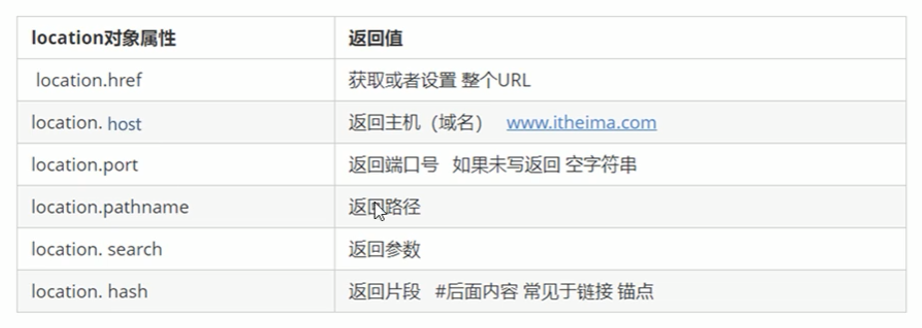 location对象属性 返回值
location.href 获取或者设置 整个URL
location. host 返回主机（域名） www.itheima.com
location.port 返回端口号 如果未写返回 空字符串
location.pathname 返回路径
location. search 返回参数
location. hash 返回片段 #后面内容 常见于链接 锚点